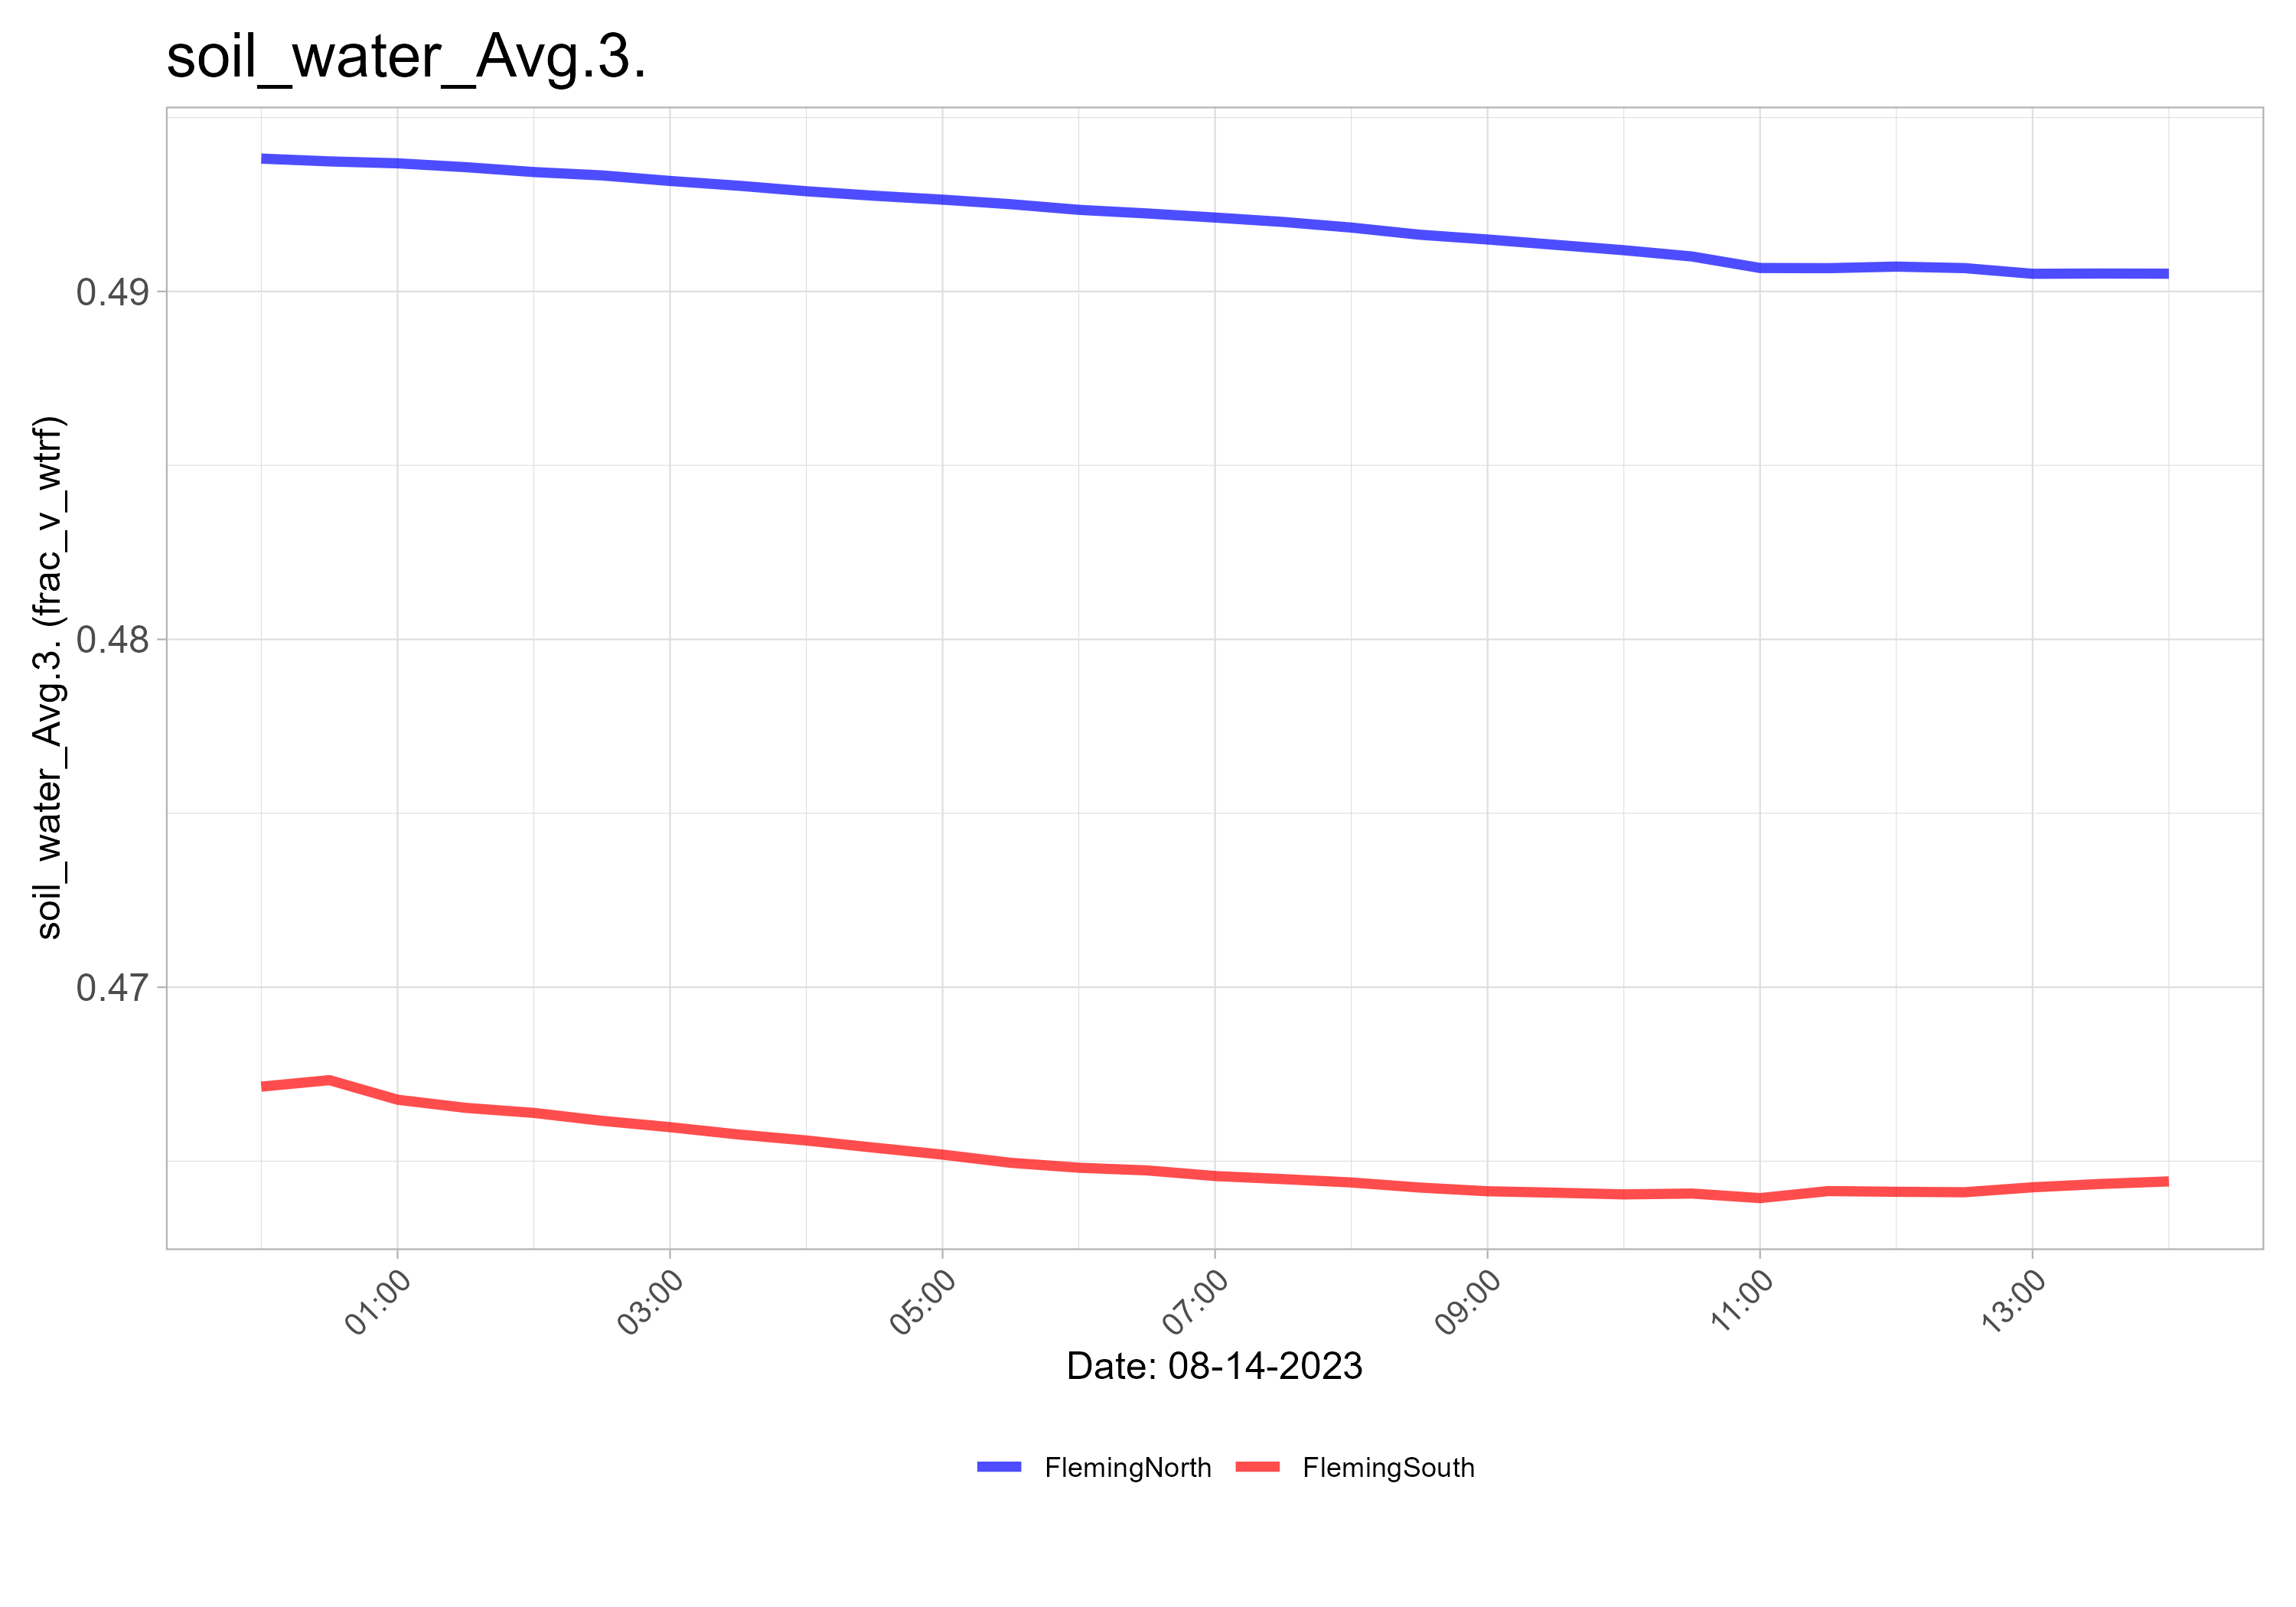 soil_water_Avg.3.
soil_water_Avg.3. (frac_v_wtrf)
0.49
0.48
0.47
01:00
03:00
05:00
07:00
09:00
11:00
13:00
Date: 08-14-2023
FlemingNorth
FlemingSouth